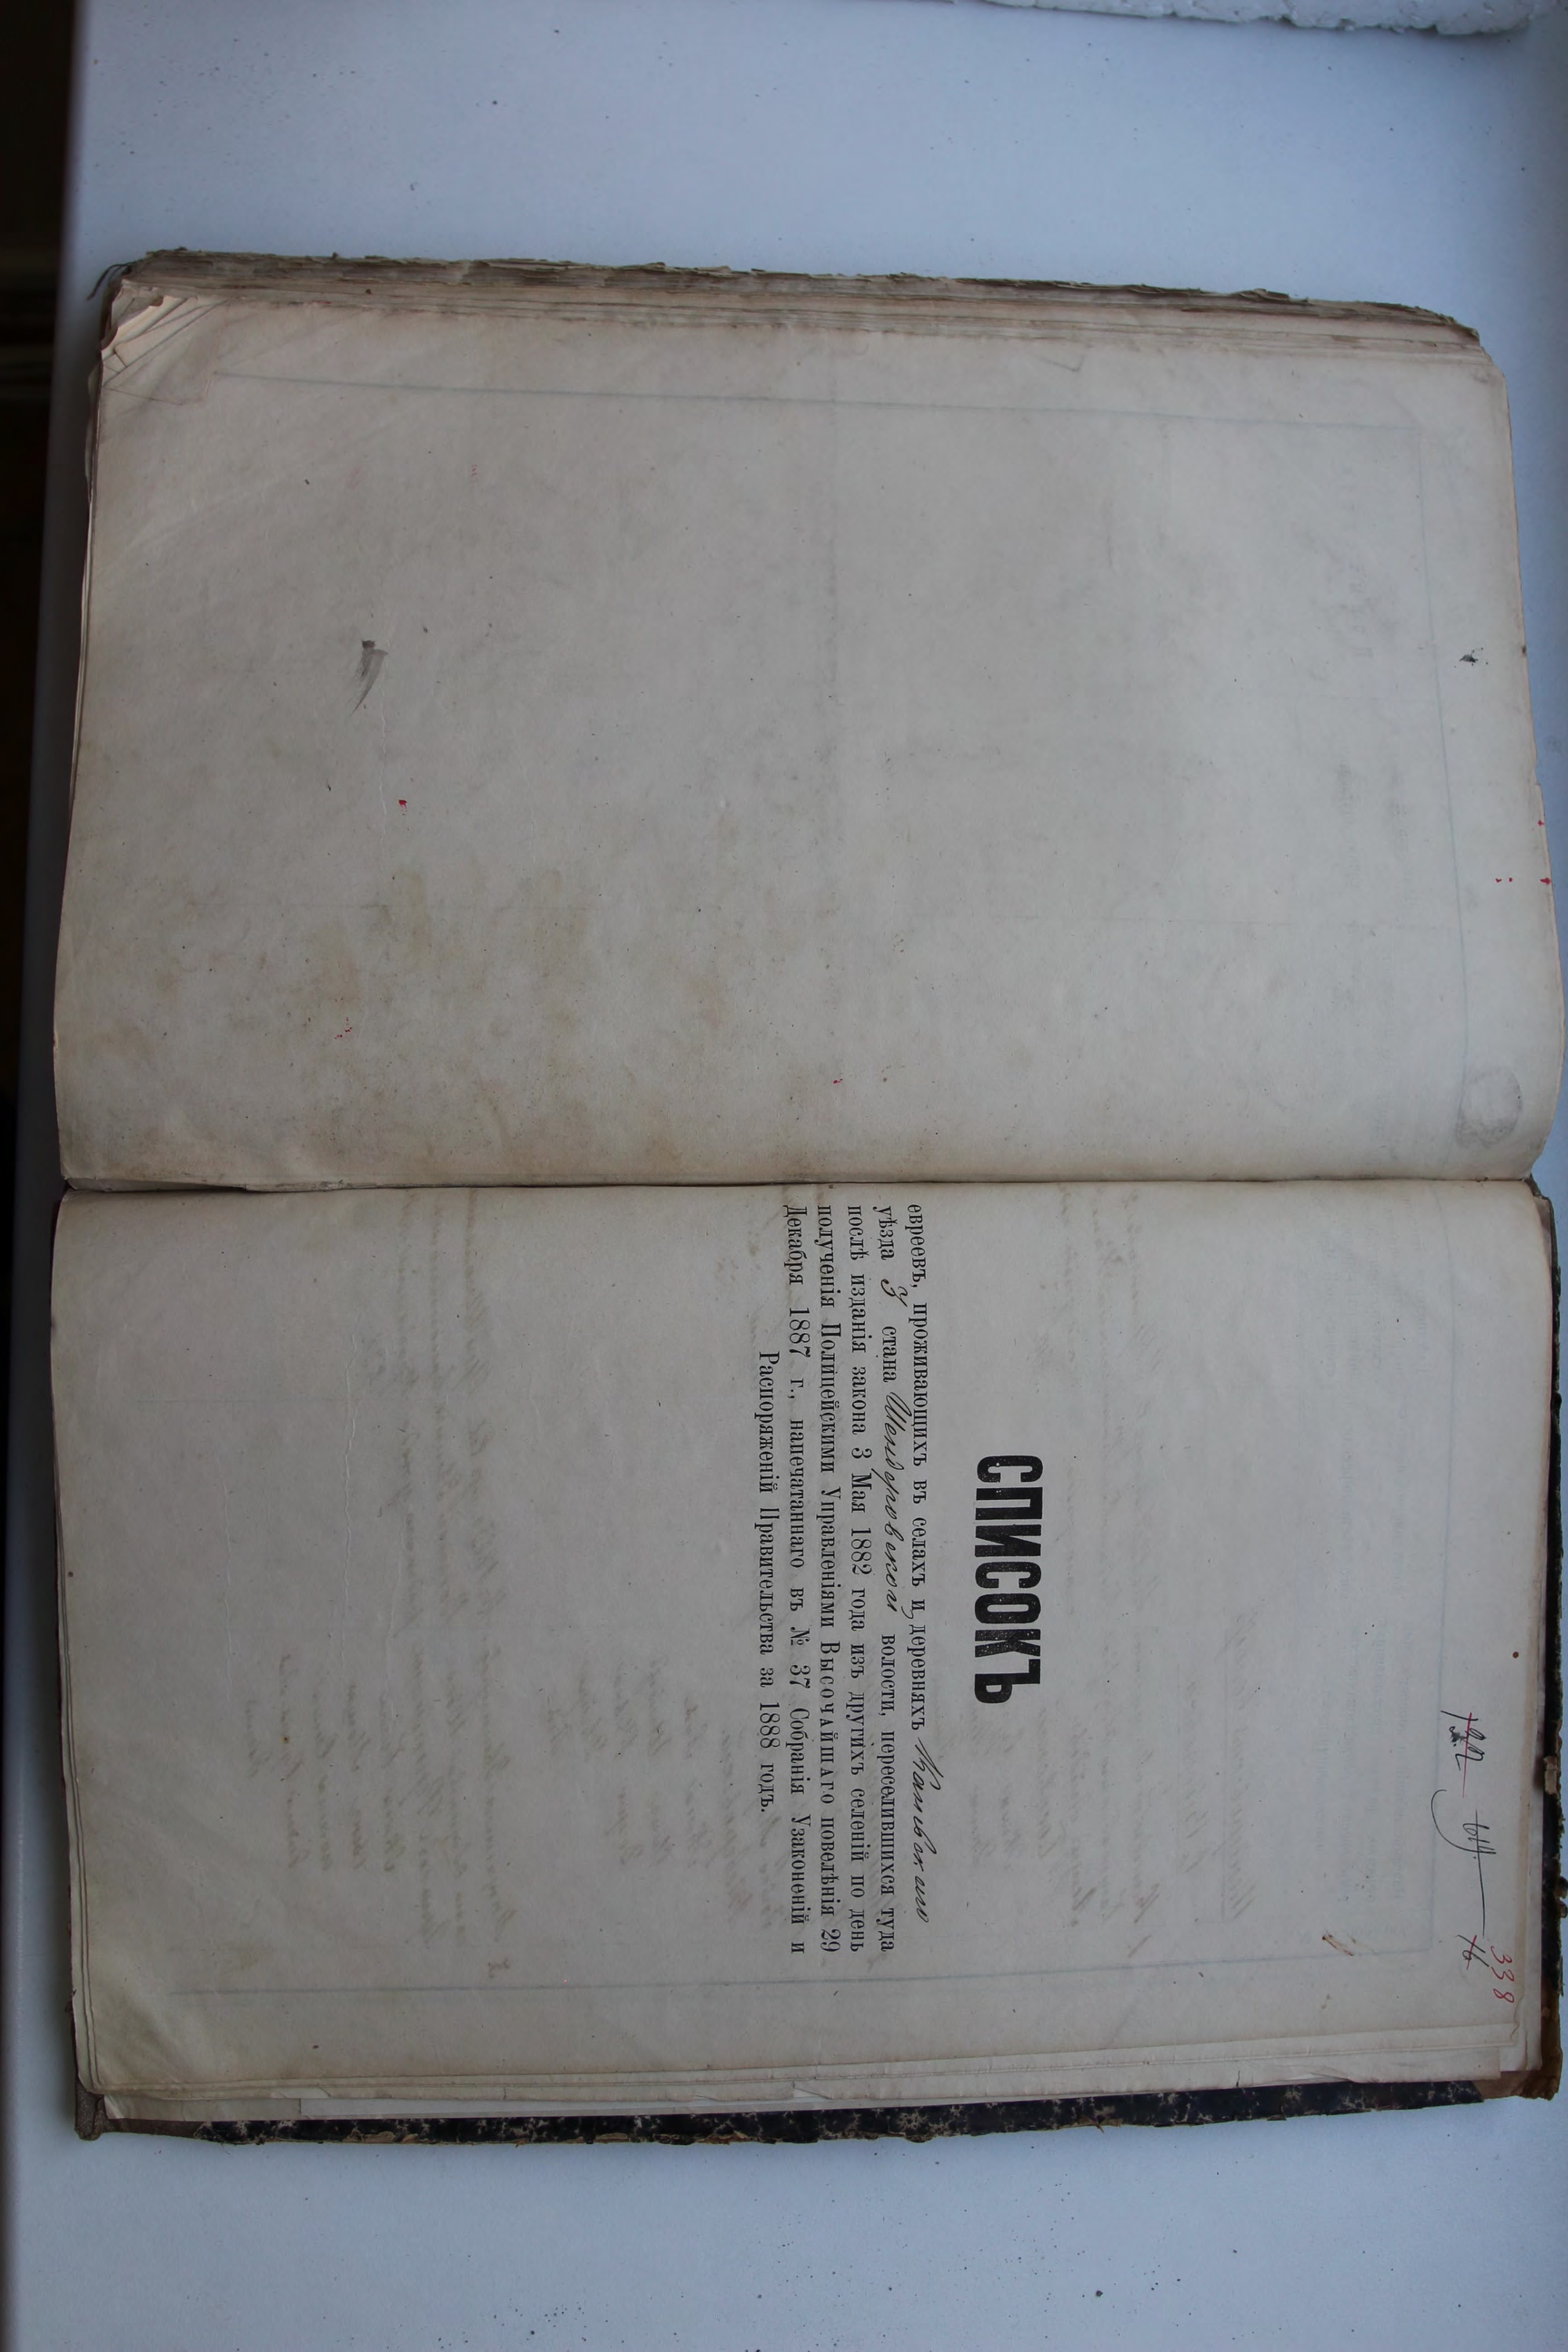 338
СПИСОКЪ
евреевъ, проживающихъ въ селахъ и деревняхъ
уѣзда 3 стана Шендеровской волости, переселившихся туда
послѣ изданія закона 3 Мая 1882 года изъ другихъ селеній по день
полученія Полицейскими Управленіями Высочайшаго повелѣнія 29
Декабря 1887 г., напечатаннаго въ № 37 Собранія Узаконеній и
Распоряженій Правительства за 1888 годъ.